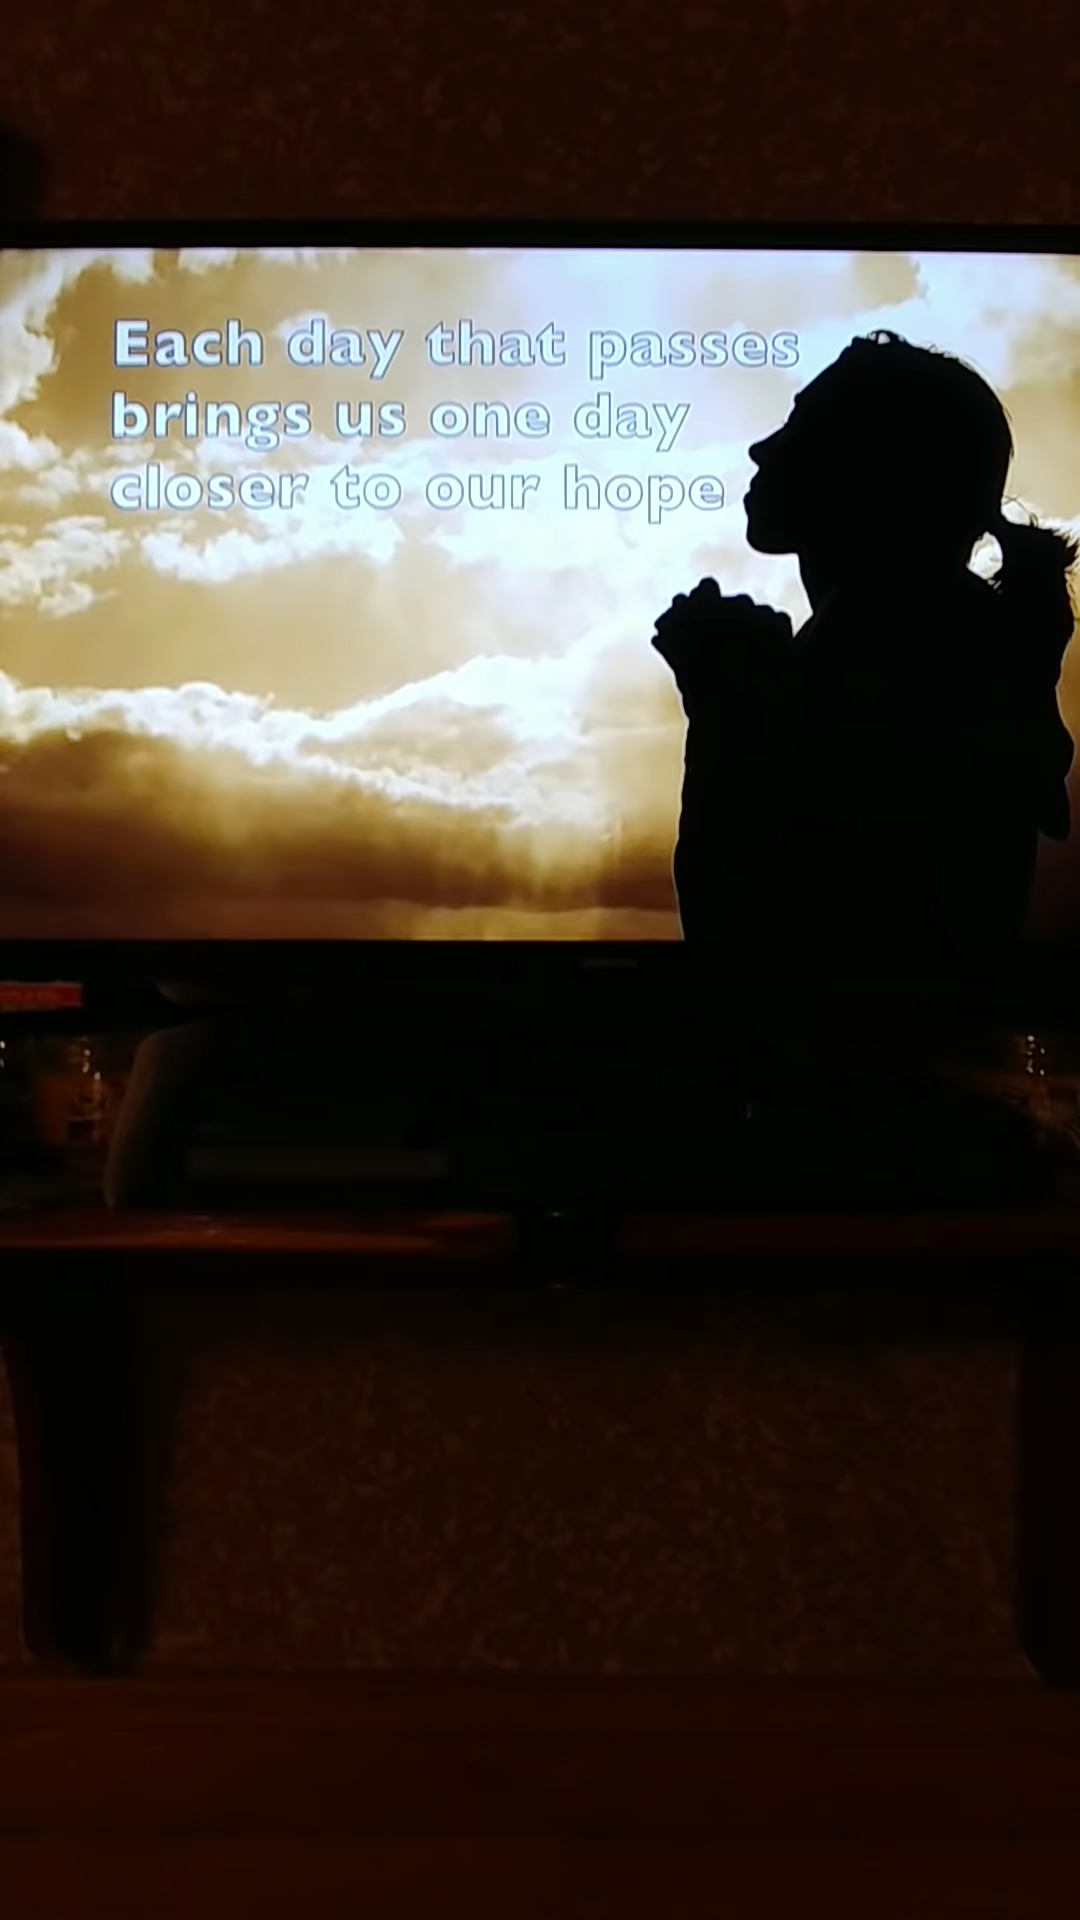 Each day that passes
brings us one day
closer to our hope